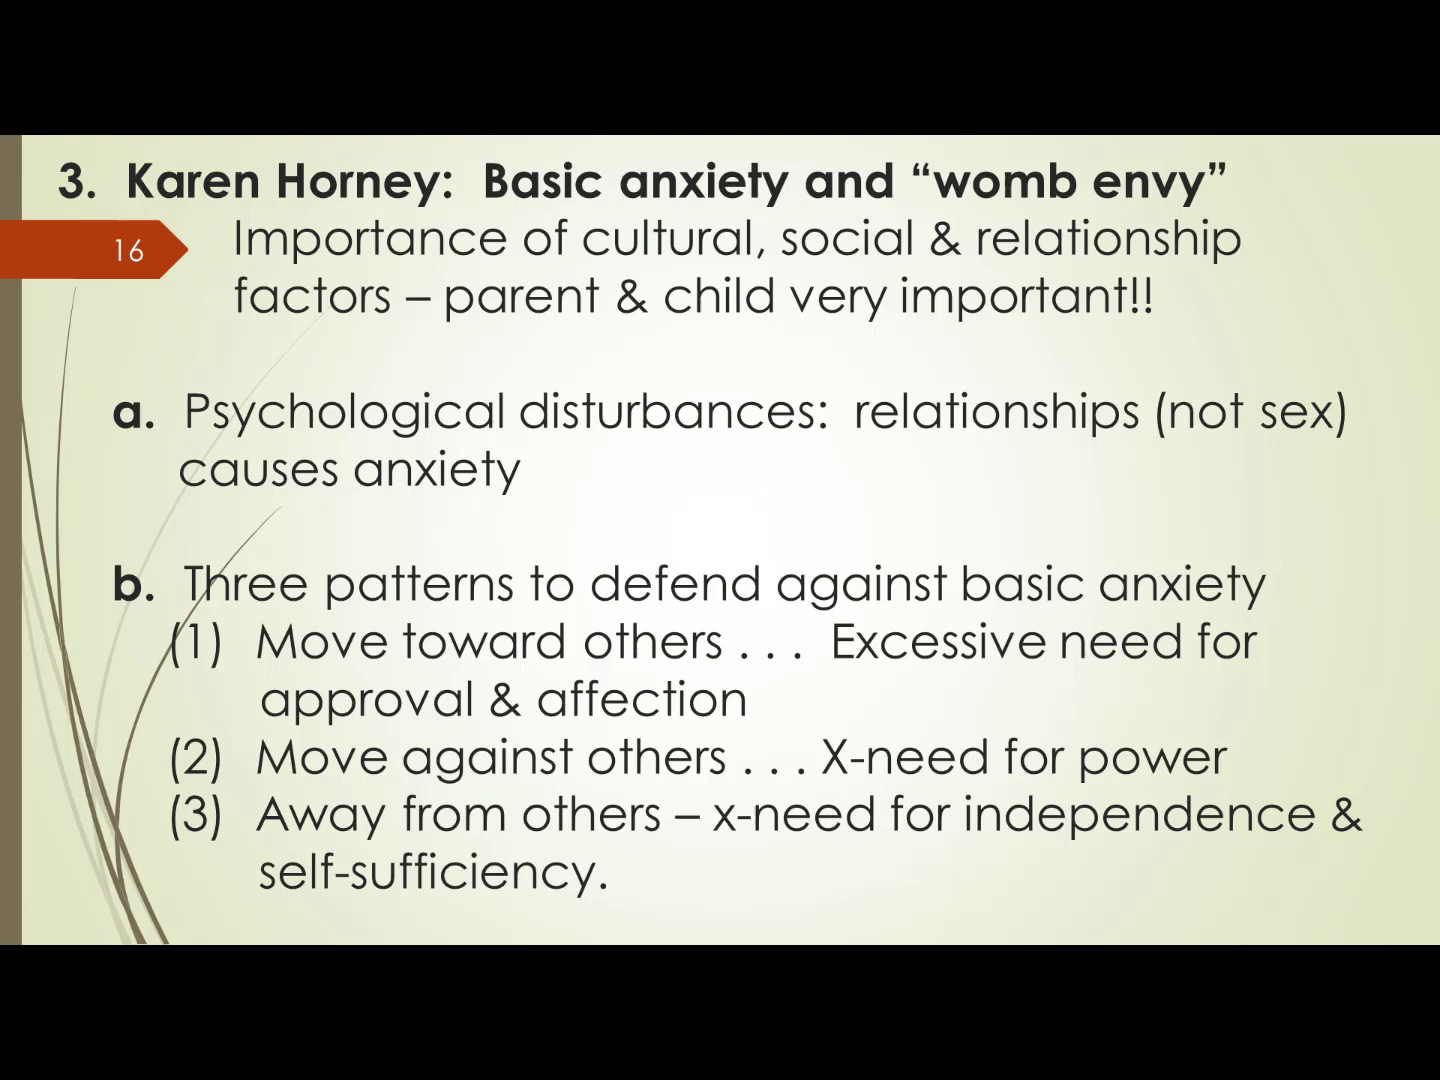 3. Karen Horney: Basic anxiety and “womb envy”
16
Importance of cultural, social & relationship
factors – parent & child very important!!
a. Psychological disturbances: relationships (not sex)
causes anxiety
b. Three patterns to defend against basic anxiety
(1) Move toward others . . . Excessive need for
approval & affection
(2) Move against others . . . X-need for power
(3) Away from others – x-need for independence &
self-sufficiency.